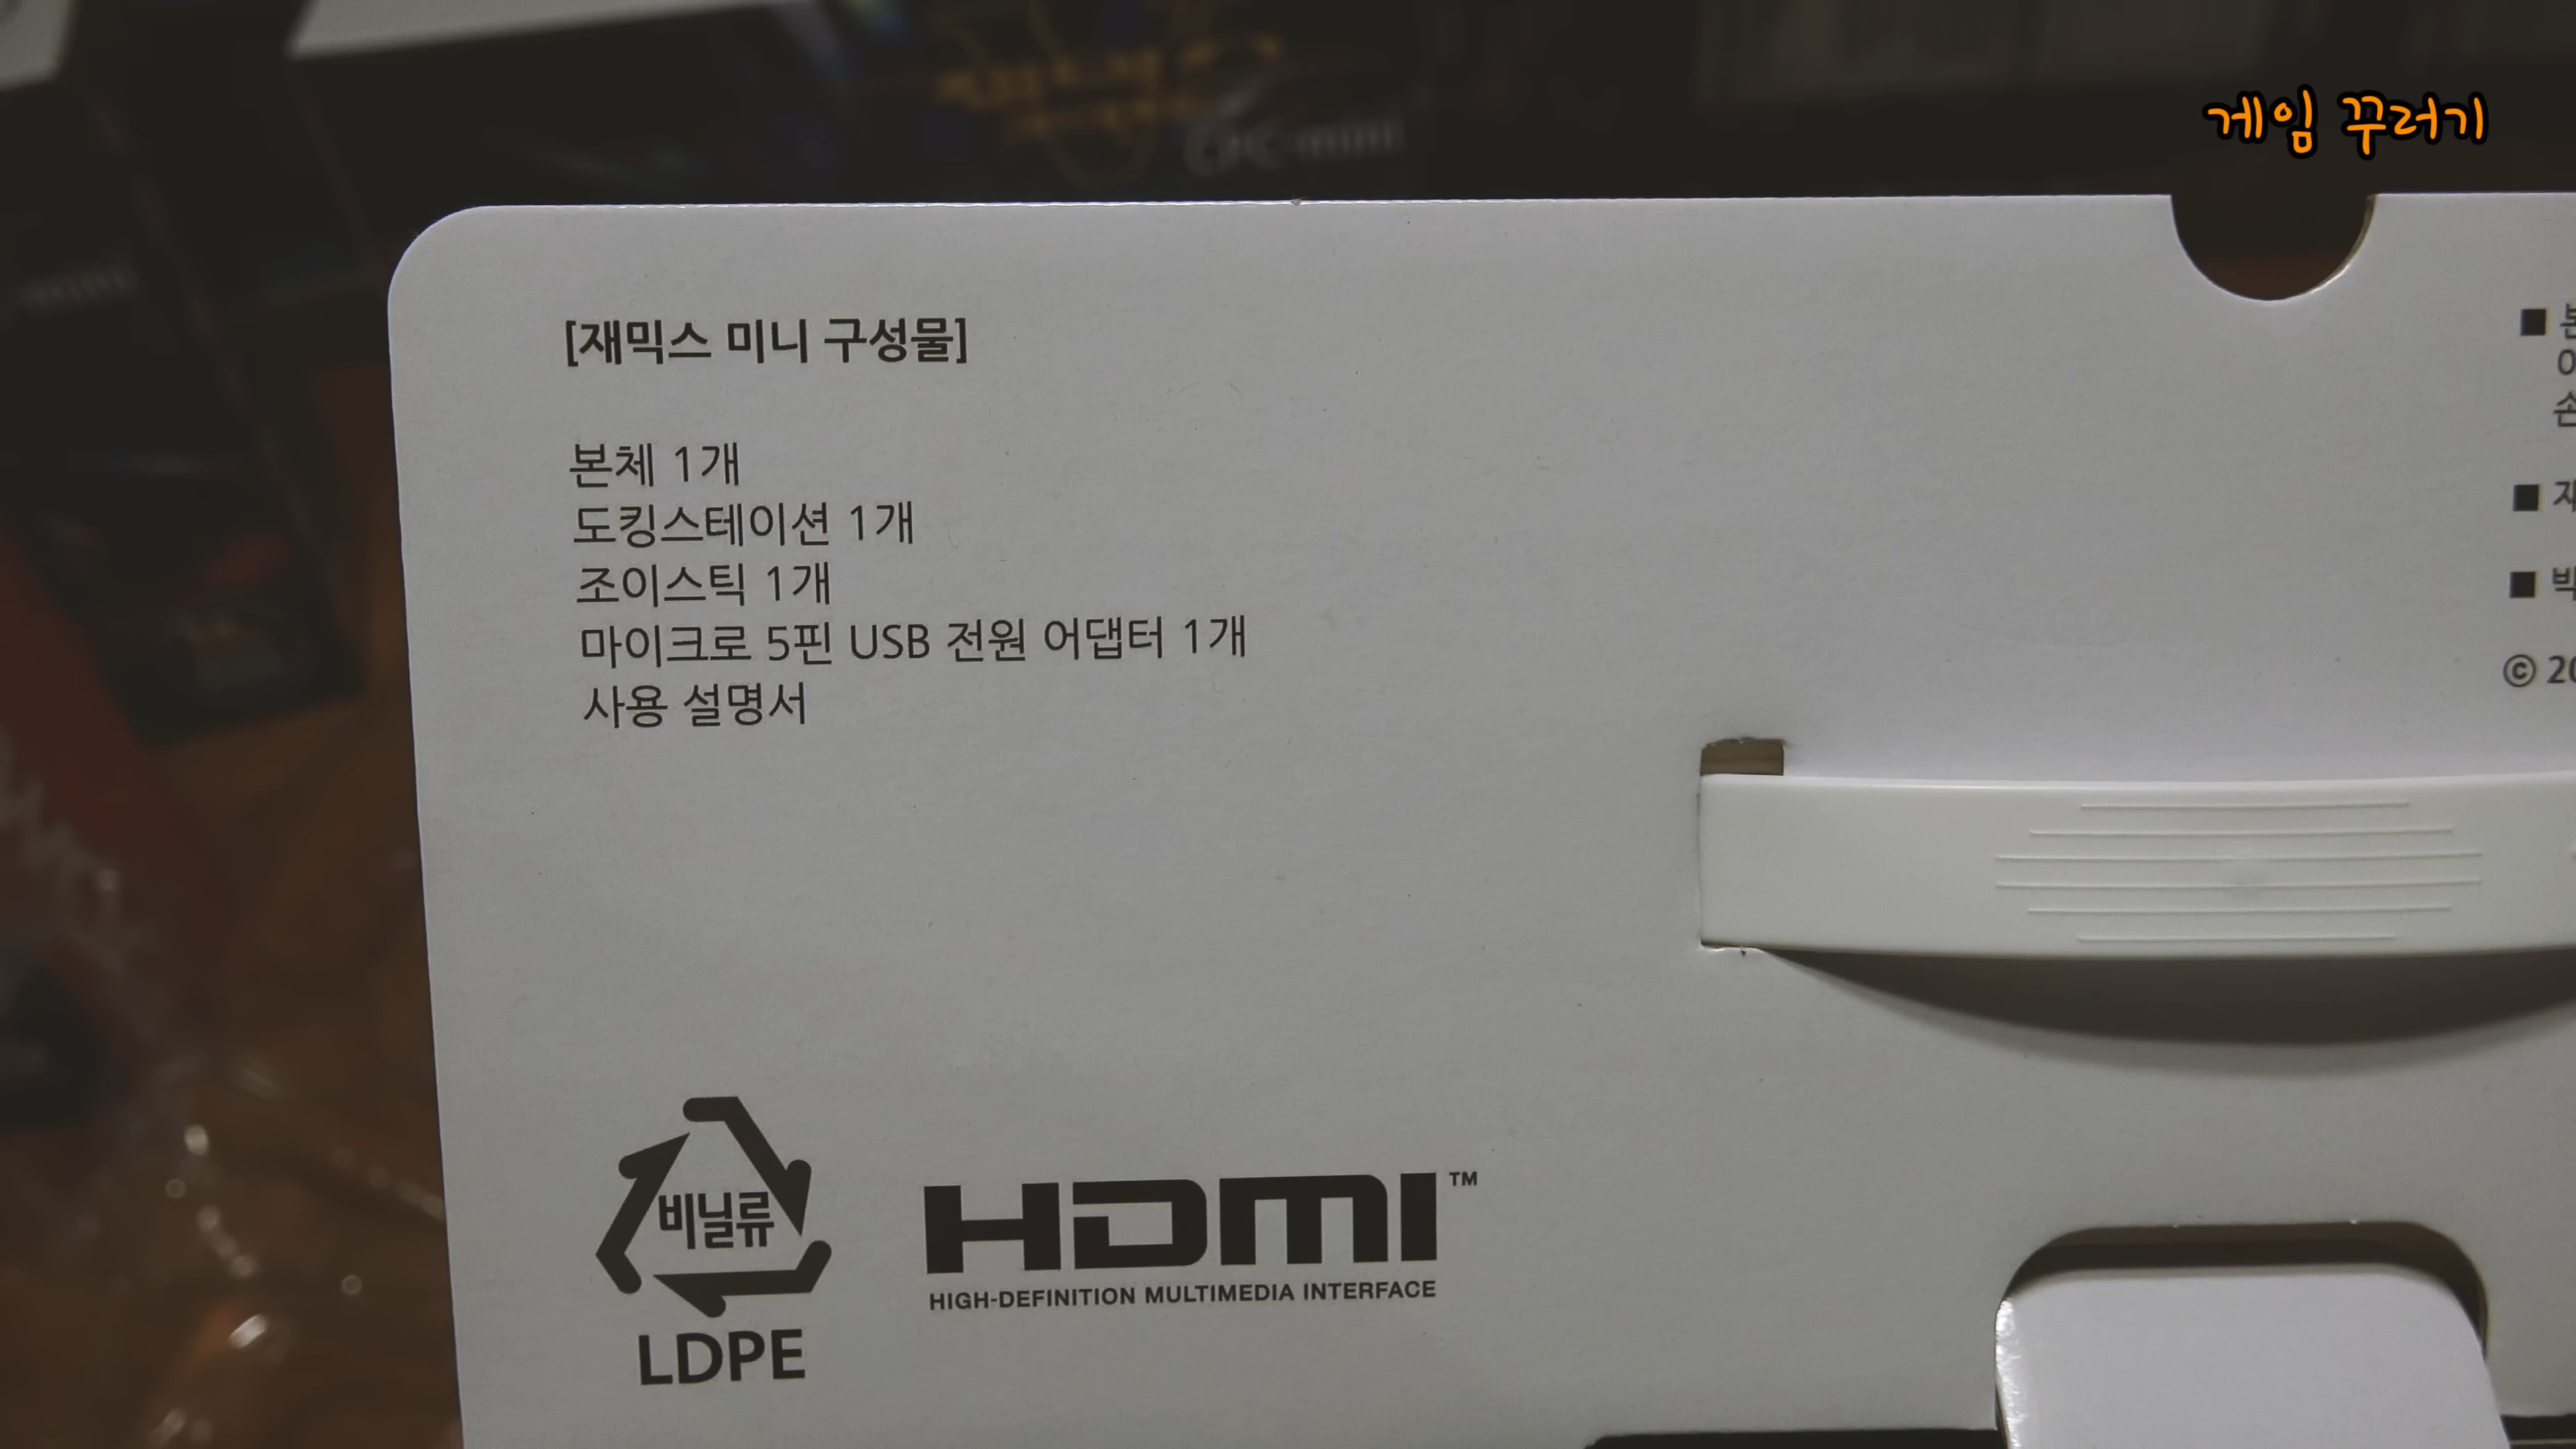 게임 꾸러기
CPC-mini
[재믹스 미니 구성물]
본체 1개
도킹스테이션 1개
조이스틱 1개
마이크로 5핀 USB 전원 어댑터 1개
사용 설명서
비닐류
LDPE
HDMI™
HIGH-DEFINITION MULTIMEDIA INTERFACE